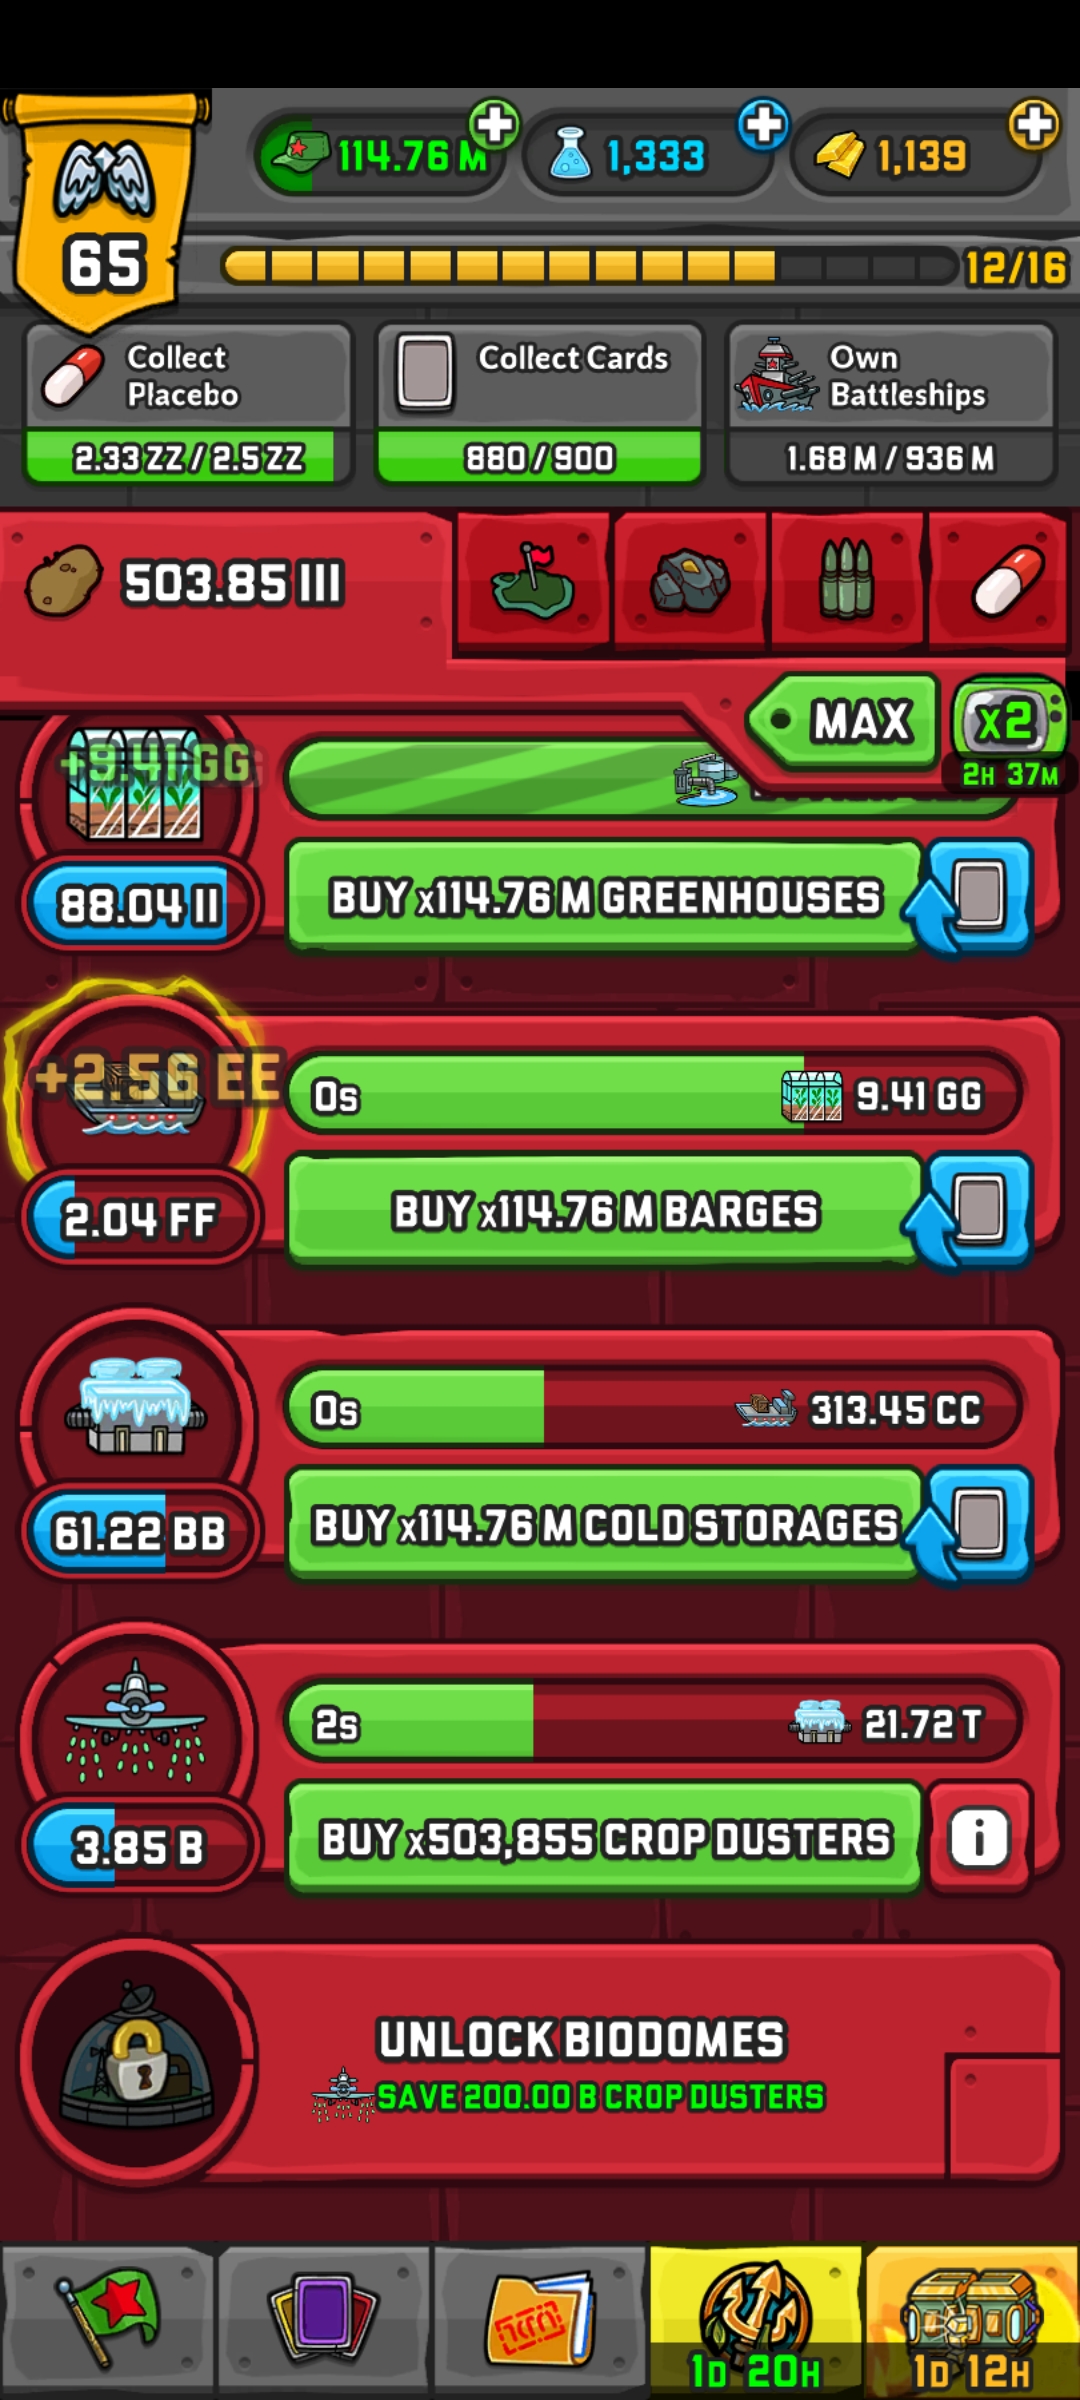 65
114.76 M
1,333
1,139
12/16
Collect
Placebo
2.33 ZZ / 2.5 ZZ
Collect Cards
880 / 900
Own
Battleships
1.68 M / 936 M
503.85 III
MAX
x2
2H 37M
+9.41 GG
88.04 II
BUY x114.76 M GREENHOUSES
+2.56 EE
0s
9.41 GG
2.04 FF
BUY x114.76 M BARGES
0s
313.45 CC
61.22 BB
BUY x114.76 M COLD STORAGES
2s
21.72 T
3.85 B
BUY x503,855 CROP DUSTERS
i
UNLOCK BIODOMES
SAVE 200.00 B CROP DUSTERS
1D 20H
1D 12H